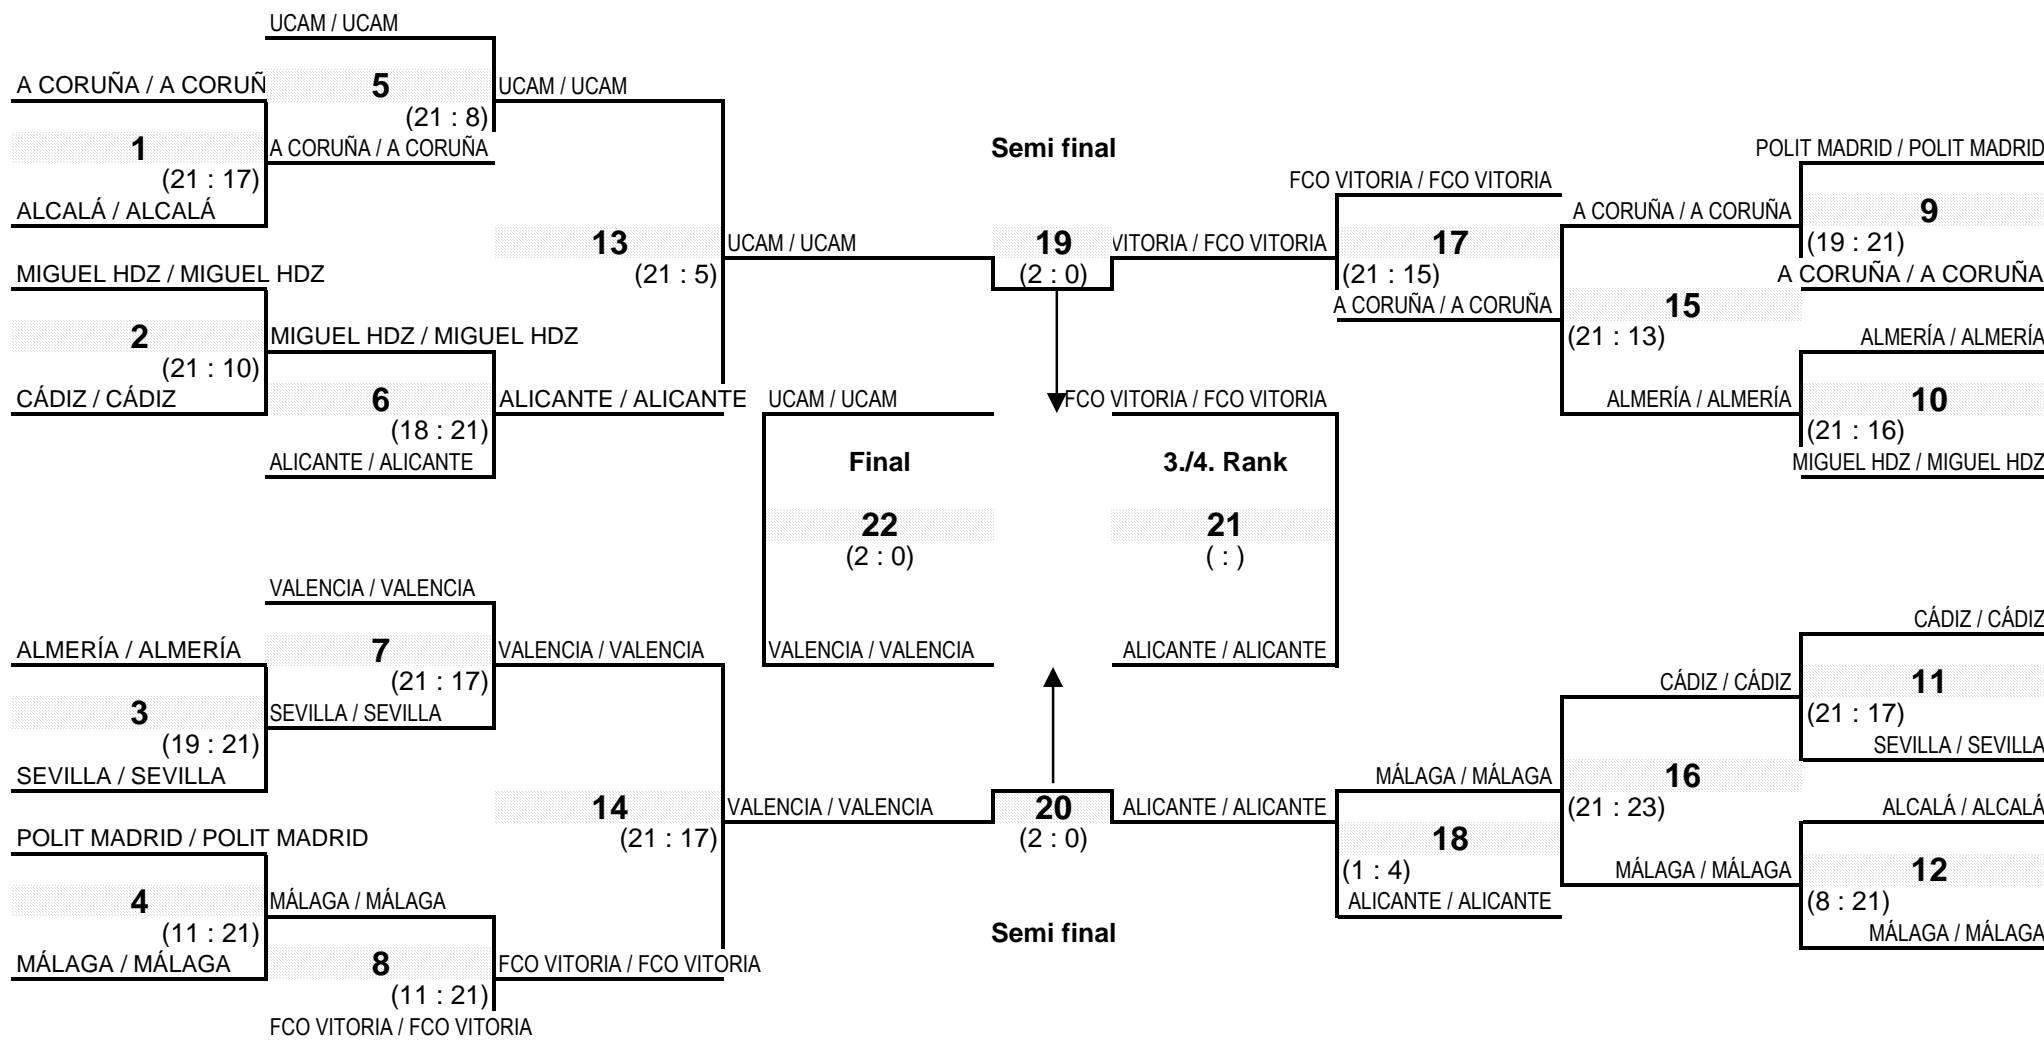 UCAM / UCAM
A CORUÑA / A CORUÑ
5
UCAM / UCAM
(21 : 8)
1
A CORUÑA / A CORUÑA
Semi final
POLIT MADRID / POLIT MADRID
(21 : 17)
FCO VITORIA / FCO VITORIA
ALCALÁ / ALCALÁ
A CORUÑA / A CORUÑA
9
13
UCAM / UCAM
19
VITORIA / FCO VITORIA
17
(19 : 21)
MIGUEL HDZ / MIGUEL HDZ
(21 : 5)
(2 : 0)
(21 : 15)
A CORUÑA / A CORUÑA
A CORUÑA / A CORUÑA
15
2
MIGUEL HDZ / MIGUEL HDZ
(21 : 13)
ALMERÍA / ALMERÍA
(21 : 10)
CÁDIZ / CÁDIZ
6
ALICANTE / ALICANTE
UCAM / UCAM
FCO VITORIA / FCO VITORIA
ALMERÍA / ALMERÍA
10
(18 : 21)
(21 : 16)
ALICANTE / ALICANTE
Final
3./4. Rank
MIGUEL HDZ / MIGUEL HDZ
22
21
(2 : 0)
( : )
VALENCIA / VALENCIA
CÁDIZ / CÁDIZ
ALMERÍA / ALMERÍA
7
VALENCIA / VALENCIA
VALENCIA / VALENCIA
ALICANTE / ALICANTE
(21 : 17)
CÁDIZ / CÁDIZ
11
3
SEVILLA / SEVILLA
(21 : 17)
(19 : 21)
SEVILLA / SEVILLA
SEVILLA / SEVILLA
MÁLAGA / MÁLAGA
16
14
VALENCIA / VALENCIA
20
ALICANTE / ALICANTE
(21 : 23)
ALCALÁ / ALCALÁ
POLIT MADRID / POLIT MADRID
(21 : 17)
(2 : 0)
18
(1 : 4)
MÁLAGA / MÁLAGA
12
4
MÁLAGA / MÁLAGA
ALICANTE / ALICANTE
(8 : 21)
(11 : 21)
Semi final
MÁLAGA / MÁLAGA
MÁLAGA / MÁLAGA
8
FCO VITORIA / FCO VITORIA
(11 : 21)
FCO VITORIA / FCO VITORIA